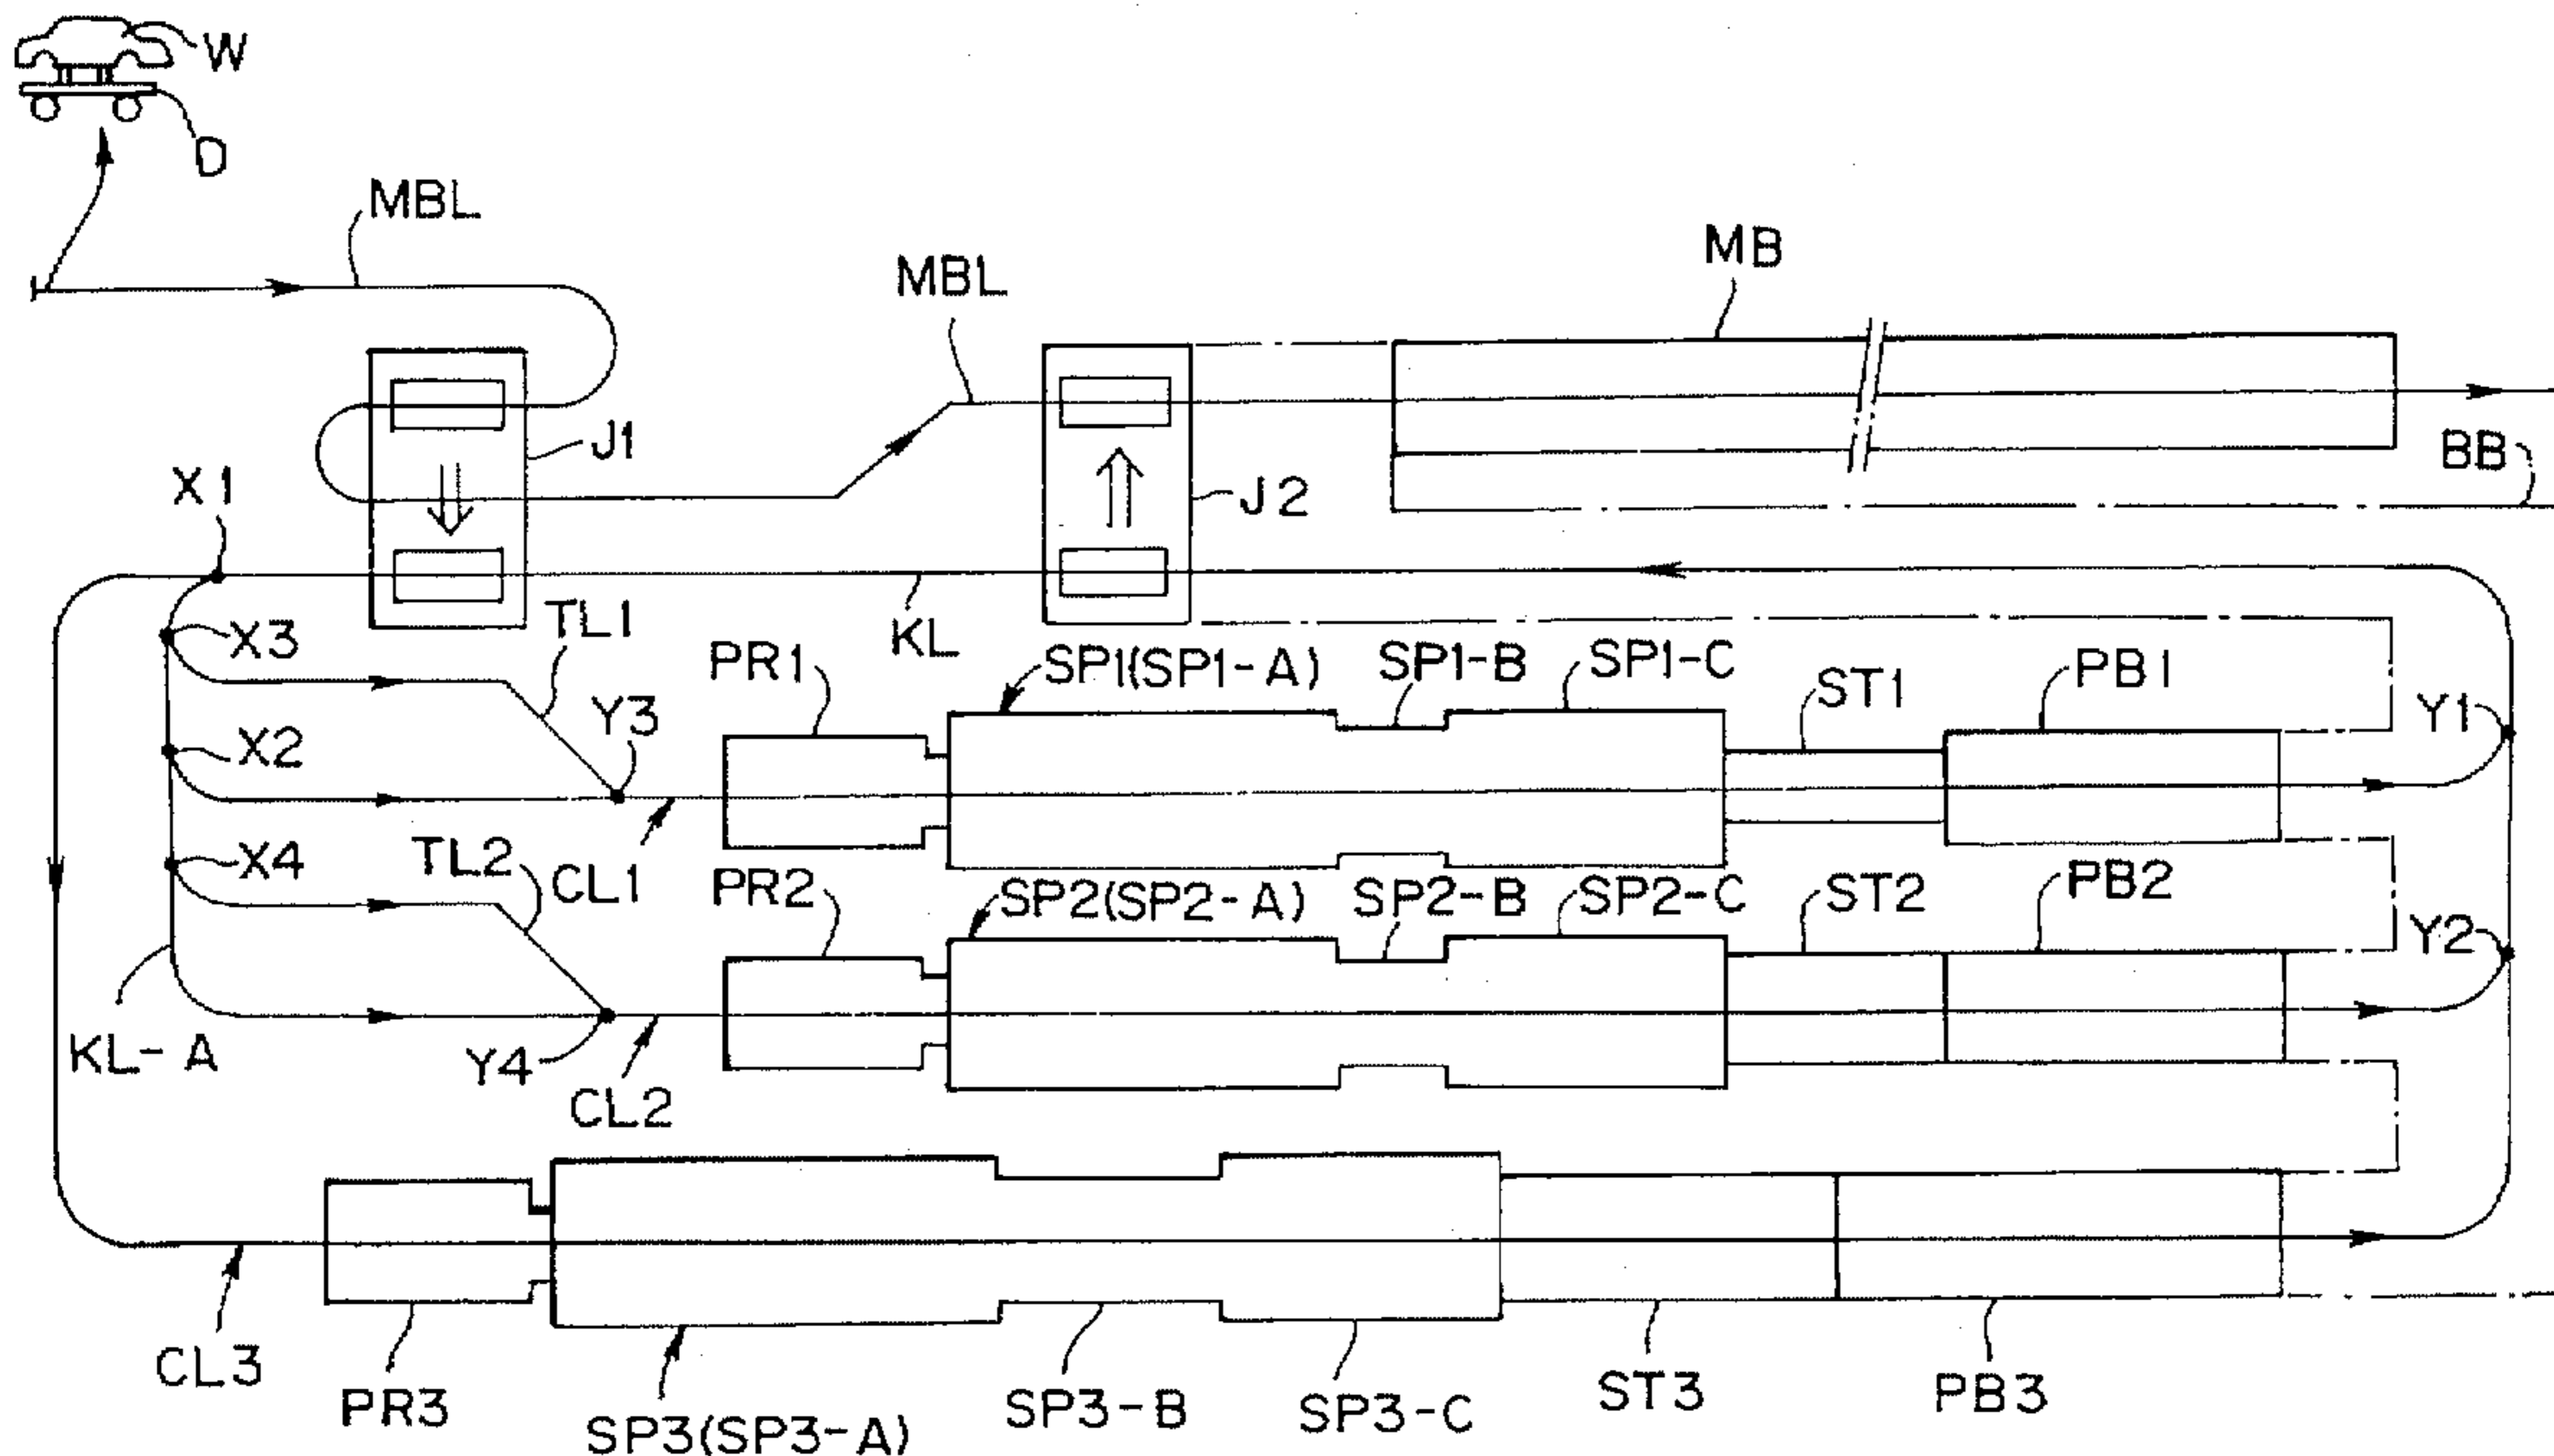 W
D
MBL
MBL
MB
J1
X1
J2
BB
X3
TL1
KL
PR1
SP1(SP1-A)
SP1-B
SP1-C
ST1
PB1
Y3
Y1
X2
X4
TL2
CL1
PR2
SP2(SP2-A)
SP2-B
SP2-C
ST2
PB2
Y2
KL-A
Y4
CL2
CL3
PR3
SP3(SP3-A)
SP3-B
SP3-C
ST3
PB3